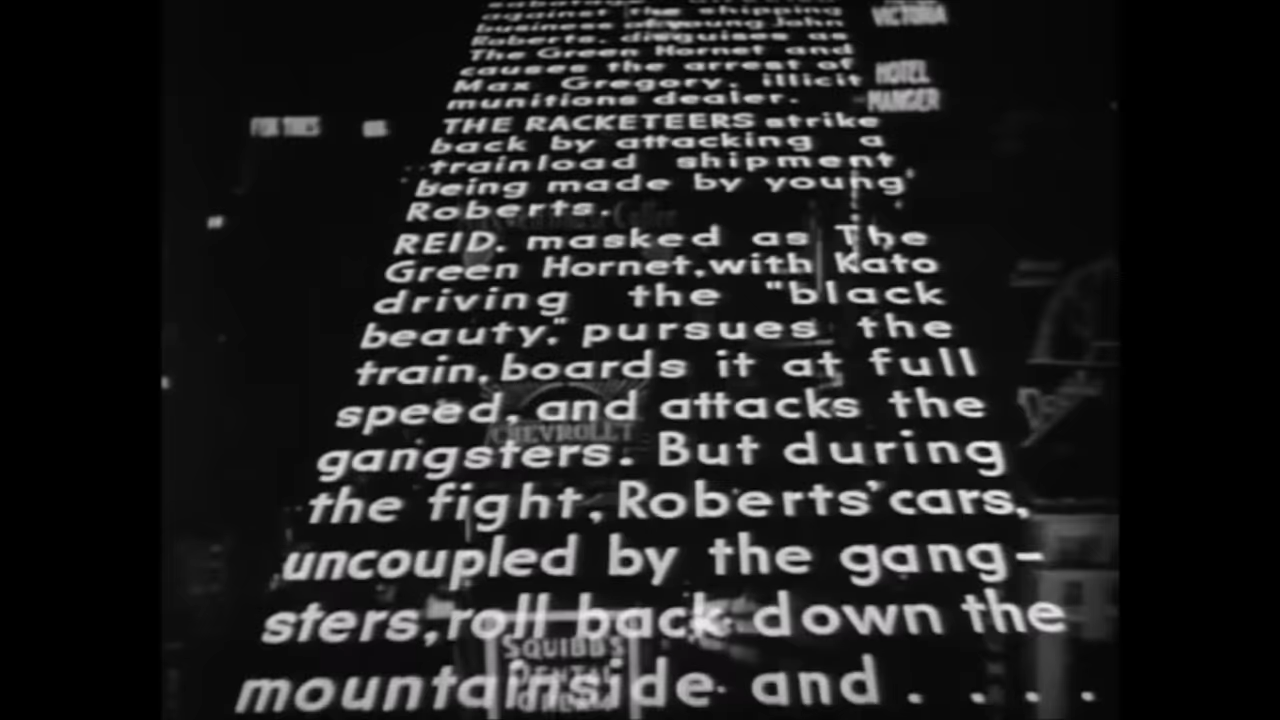 sabotage directed
against the shipping
business of young John
Roberts. disguises as
The Green Hornet and
causes the arrest of
Max Gregory. illicit
munitions dealer.
THE RACKETEERS strike
back by attacking a
trainload shipment
being made by young
Roberts.
REID. masked as The
Green Hornet,with Kato
driving the "black
beauty," pursues the
train, boards it at full
speed, and attacks the
gangsters. But during
the fight, Roberts' cars,
uncoupled by the gang-
sters, roll back down the
mountainside and . . . .
VICTORIA
HOTEL
MANGER
CHEVROLET
SQUIBB'S
DENTAL
CREAM